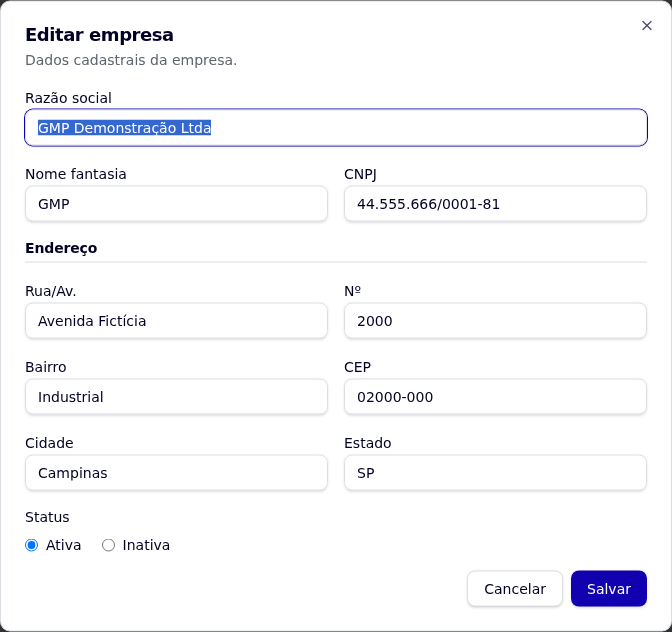 Editar empresa
Dados cadastrais da empresa.
Razão social
GMP Demonstração Ltda
Nome fantasia
CNPJ
GMP
44.555.666/0001-81
Endereço
Rua/Av.
Nº
Avenida Fictícia
2000
Bairro
CEP
Industrial
02000-000
Cidade
Estado
Campinas
SP
Status
Ativa
Inativa
Cancelar
Salvar